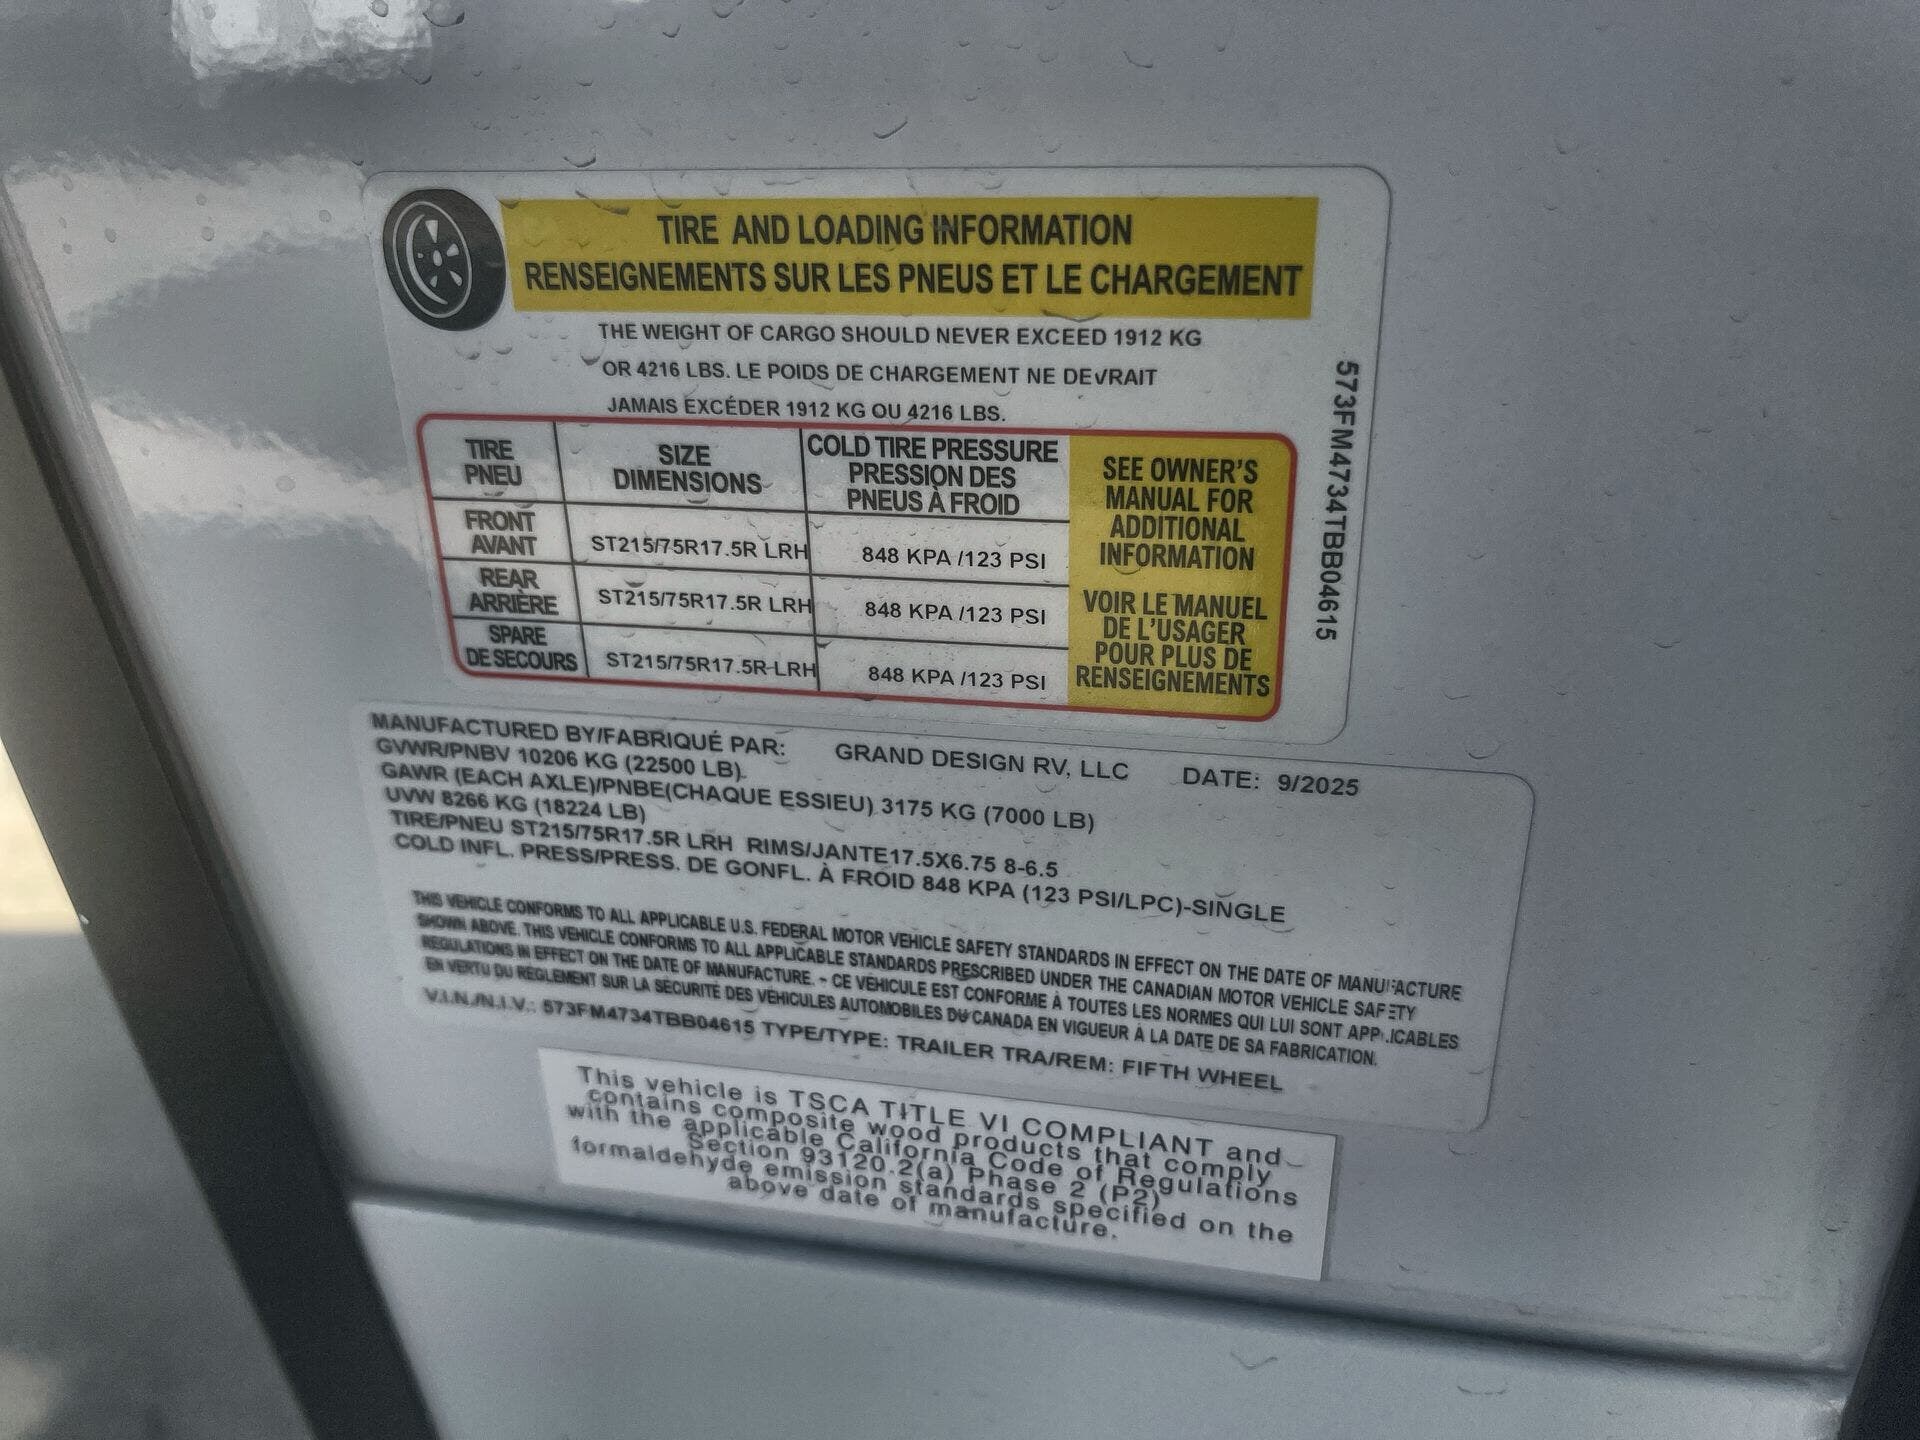 TIRE AND LOADING INFORMATION
RENSEIGNEMENTS SUR LES PNEUS ET LE CHARGEMENT
THE WEIGHT OF CARGO SHOULD NEVER EXCEED 1912 KG
OR 4216 LBS. LE POIDS DE CHARGEMENT NE DEVRAIT
JAMAIS EXCÉDER 1912 KG OU 4216 LBS.
TIRE
PNEU
SIZE
DIMENSIONS
COLD TIRE PRESSURE
PRESSION DES
PNEUS À FROID
FRONT
AVANT
ST215/75R17.5R LRH
848 KPA /123 PSI
REAR
ARRIÈRE
ST215/75R17.5R LRH
848 KPA /123 PSI
SPARE
DE SECOURS
ST215/75R17.5R LRH
848 KPA /123 PSI
SEE OWNER'S
MANUAL FOR
ADDITIONAL
INFORMATION
VOIR LE MANUEL
DE L'USAGER
POUR PLUS DE
RENSEIGNEMENTS
573FM4734TBB04615
MANUFACTURED BY/FABRIQUÉ PAR: GRAND DESIGN RV, LLC DATE: 9/2025
GVWR/PNBV 10206 KG (22500 LB)
GAWR (EACH AXLE)/PNBE(CHAQUE ESSIEU) 3175 KG (7000 LB)
UVW 8266 KG (18224 LB)
TIRE/PNEU ST215/75R17.5R LRH RIMS/JANTE17.5X6.75 8-6.5
COLD INFL. PRESS/PRESS. DE GONFL. À FROID 848 KPA (123 PSI/LPC)-SINGLE
THIS VEHICLE CONFORMS TO ALL APPLICABLE U.S. FEDERAL MOTOR VEHICLE SAFETY STANDARDS IN EFFECT ON THE DATE OF MANUFACTURE
SHOWN ABOVE. THIS VEHICLE CONFORMS TO ALL APPLICABLE STANDARDS PRESCRIBED UNDER THE CANADIAN MOTOR VEHICLE SAFETY
REGULATIONS IN EFFECT ON THE DATE OF MANUFACTURE. - CE VÉHICULE EST CONFORME À TOUTES LES NORMES QUI LUI SONT APPLICABLES
EN VERTU DU RÈGLEMENT SUR LA SÉCURITÉ DES VÉHICULES AUTOMOBILES DU CANADA EN VIGUEUR À LA DATE DE SA FABRICATION.
V.I.N./N.I.V.: 573FM4734TBB04615 TYPE/TYPE: TRAILER TRA/REM: FIFTH WHEEL
This vehicle is TSCA TITLE VI COMPLIANT and
contains composite wood products that comply
with the applicable California Code of Regulations
Section 93120.2(a) Phase 2 (P2)
formaldehyde emission standards specified on the
above date of manufacture.